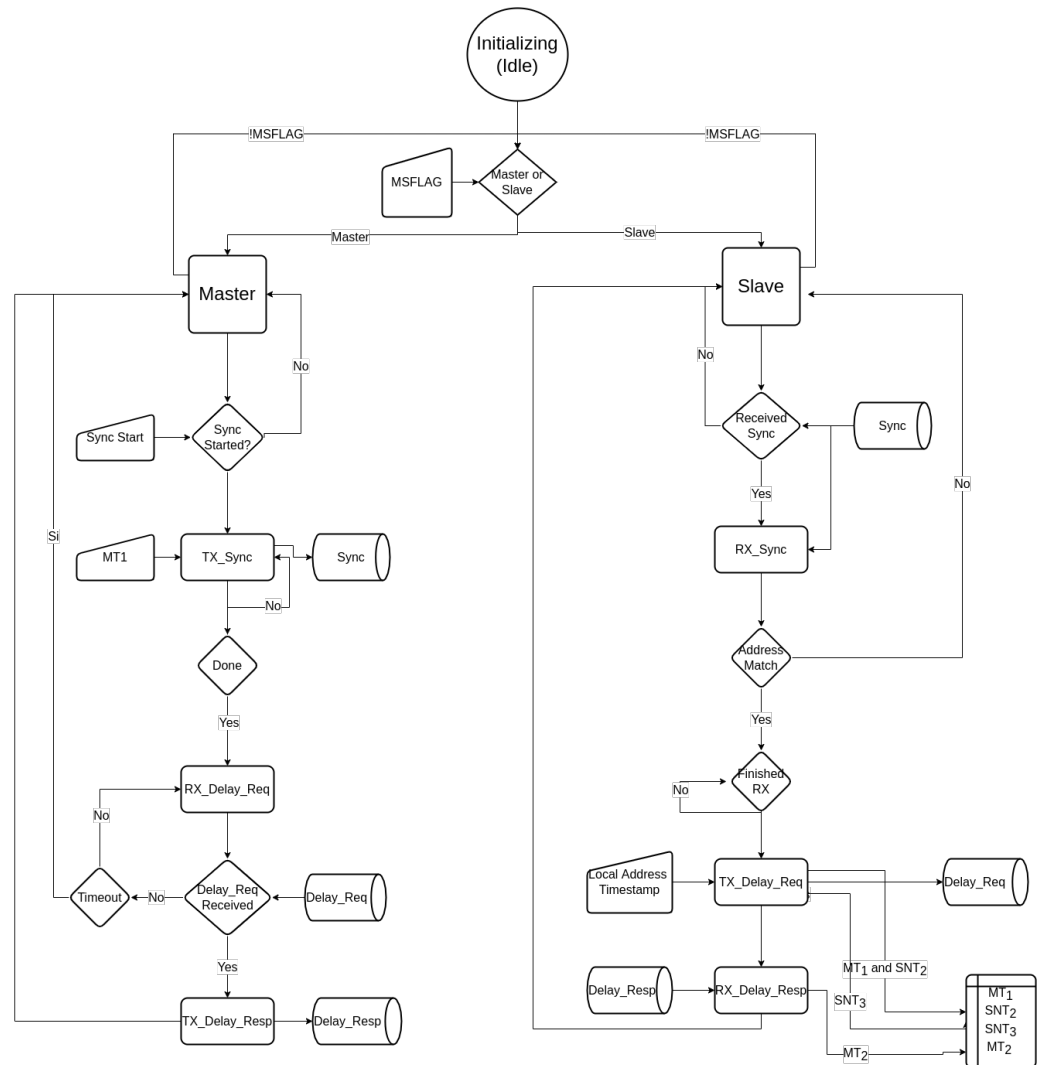 Initializing
(Idle)
!MSFLAG
!MSFLAG
MSFLAG
Master or
Slave
Master
Slave
Master
Slave
No
No
Sync Start
Sync
Started?
Received
Sync
Sync
Yes
No
Si
MT1
TX_Sync
Sync
RX_Sync
No
Done
Address
Match
Yes
Yes
RX_Delay_Req
Finished
RX
No
No
Timeout
No
Delay_Req
Received
Delay_Req
Local Address
Timestamp
TX_Delay_Req
Delay_Req
Yes
MT1 and SNT2
SNT3
TX_Delay_Resp
Delay_Resp
Delay_Resp
RX_Delay_Resp
MT1
SNT2
SNT3
MT2
MT2